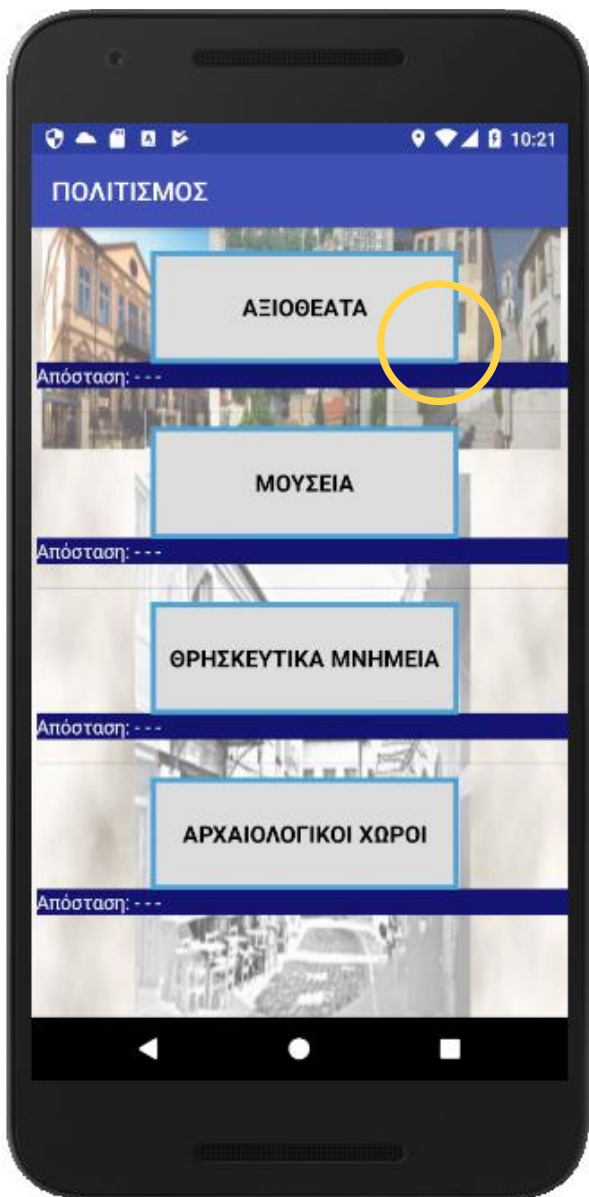 10:21
ΠΟΛΙΤΙΣΜΟΣ
ΑΞΙΟΘΕΑΤΑ
Απόσταση: - - -
ΜΟΥΣΕΙΑ
Απόσταση: - - -
ΘΡΗΣΚΕΥΤΙΚΑ ΜΝΗΜΕΙΑ
Απόσταση: - - -
ΑΡΧΑΙΟΛΟΓΙΚΟΙ ΧΩΡΟΙ
Απόσταση: - - -